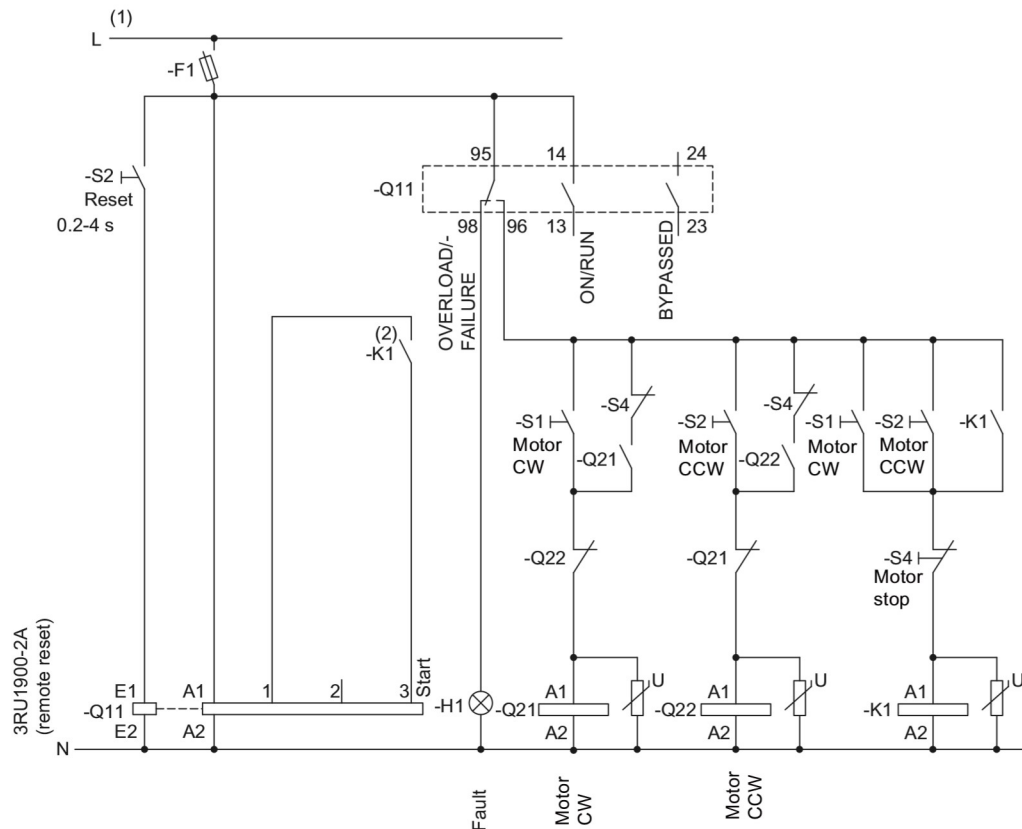 (1)
L
-F1
95
14
24
-S2
Reset
0.2-4 s
-Q11
98
96
13
23
OVERLOAD/-
FAILURE
ON/RUN
BYPASSED
(2)
-K1
-S1
Motor
CW
-S4
-Q21
-S2
Motor
CCW
-S4
-Q22
-S1
Motor
CW
-S2
Motor
CCW
-K1
-Q22
-Q21
-S4
Motor
stop
3RU1900-2A
(remote reset)
E1
-Q11
E2
A1
A2
1
2
3
Start
-H1
A1
-Q21
A2
U
A1
-Q22
A2
U
A1
-K1
A2
U
N
Fault
Motor
CW
Motor
CCW